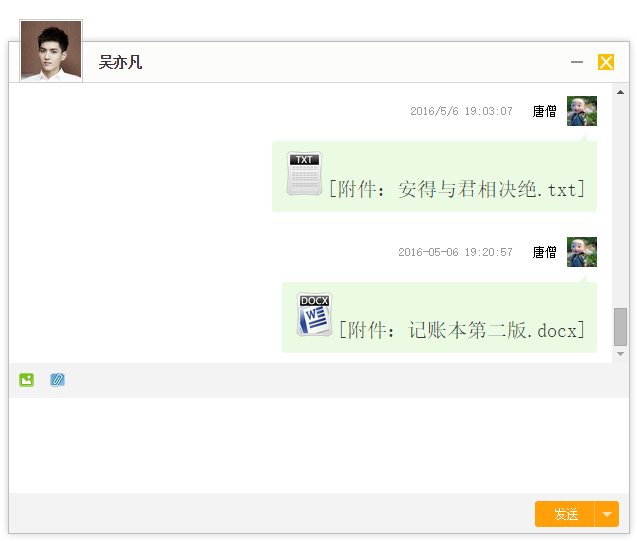 吴亦凡
2016/5/6 19:03:07 唐僧
TXT
[附件：安得与君相决绝.txt]
2016-05-06 19:20:57 唐僧
DOCX
W
[附件：记账本第二版.docx]
发送